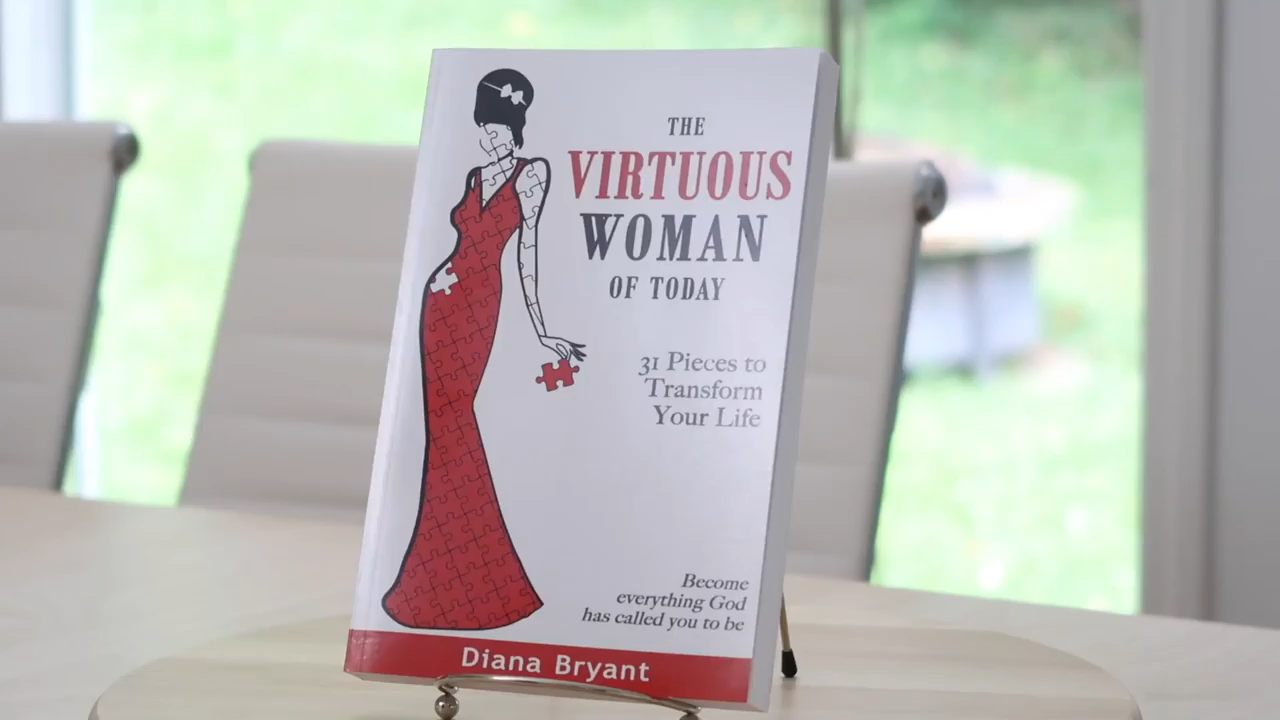 THE
VIRTUOUS
WOMAN
OF TODAY
31 Pieces to
Transform
Your Life
Become
everything God
has called you to be
Diana Bryant